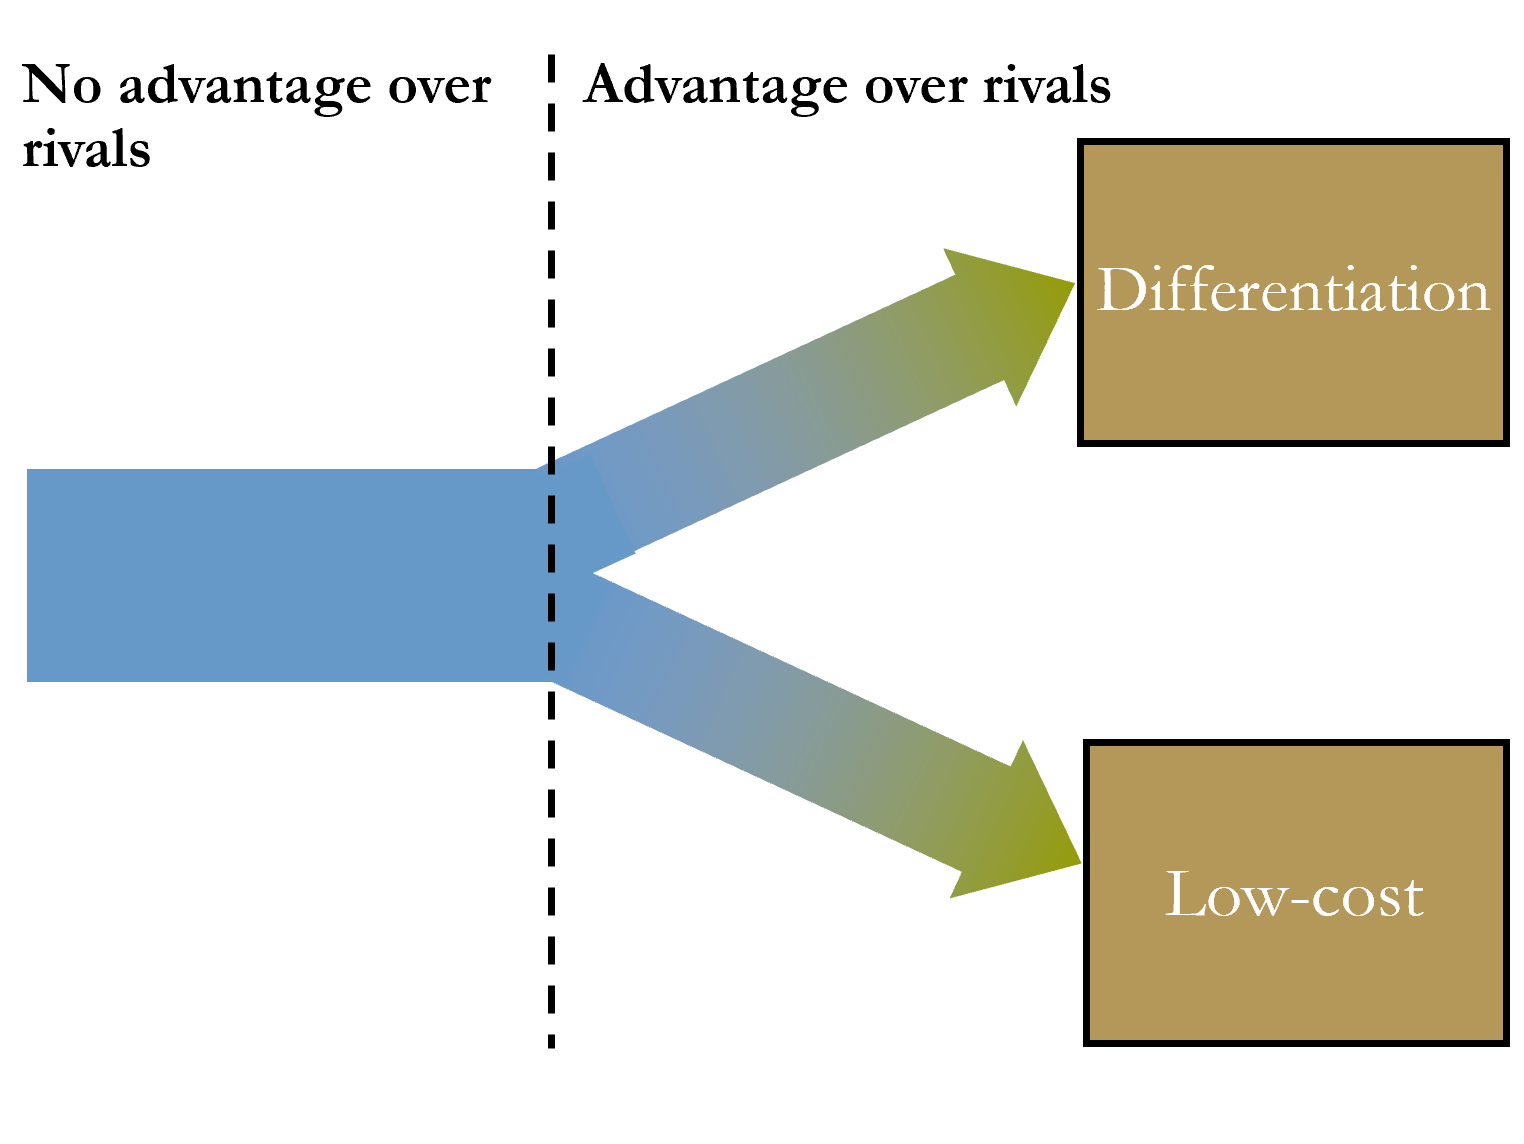 No advantage over
rivals
Advantage over rivals
Differentiation
Low-cost